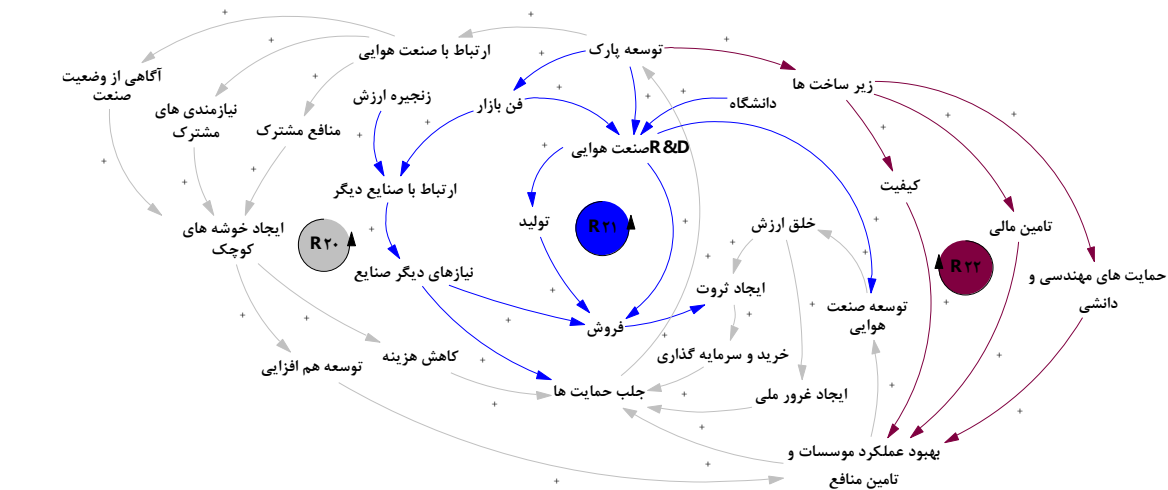 توسعه پارک
ارتباط با صنعت هوایی
آگاهی از وضعیت
صنعت
زیر ساخت ها
نیازمندی های
مشترک
منافع مشترک
زنجیره ارزش
فن بازار
دانشگاه
R&Dصنعت هوایی
ارتباط با صنایع دیگر
کیفیت
ایجاد خوشه های
کوچک
R۲۰
تولید
R۲۱
خلق ارزش
تامین مالی
R۲۲
نیازهای دیگر صنایع
ایجاد ثروت
حمایت های مهندسی و
دانشی
توسعه صنعت
هوایی
فروش
کاهش هزینه
خرید و سرمایه گذاری
توسعه هم افزایی
جلب حمایت ها
ایجاد غرور ملی
بهبود عملکرد موسسات و
تامین منافع